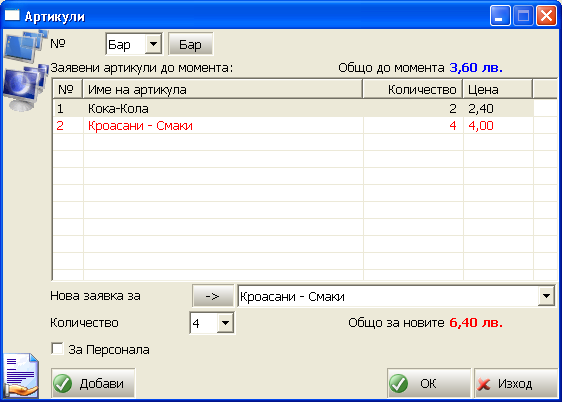 Артикули
№ Бар Бар
Заявени артикули до момента: Общо до момента 3,60 лв.
№ Име на артикула Количество Цена
1 Кока-Кола 2 2,40
2 Кроасани - Смаки 4 4,00
Нова заявка за -> Кроасани - Смаки
Количество 4 Общо за новите 6,40 лв.
За Персонала
Добави ОК Изход